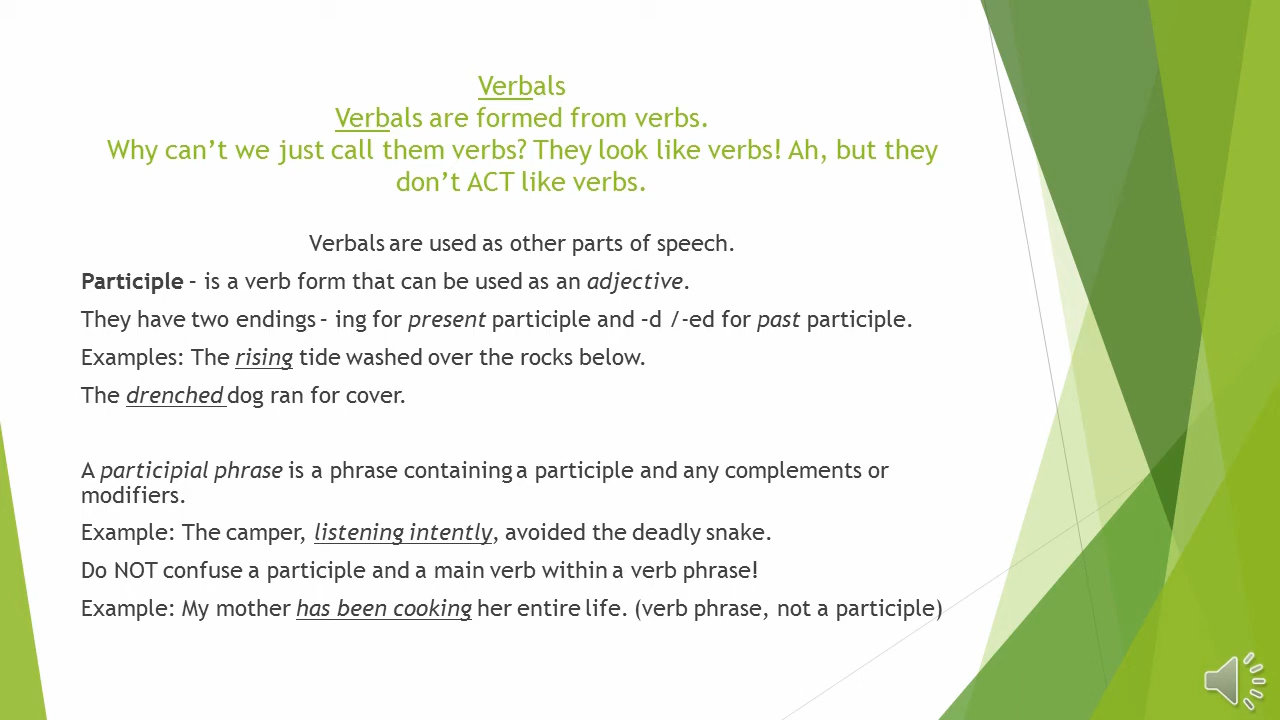 Verbals
Verbals are formed from verbs.
Why can't we just call them verbs? They look like verbs! Ah, but they
don't ACT like verbs.
Verbals are used as other parts of speech.
Participle – is a verb form that can be used as an adjective.
They have two endings – ing for present participle and –d /-ed for past participle.
Examples: The rising tide washed over the rocks below.
The drenched dog ran for cover.
A participial phrase is a phrase containing a participle and any complements or
modifiers.
Example: The camper, listening intently, avoided the deadly snake.
Do NOT confuse a participle and a main verb within a verb phrase!
Example: My mother has been cooking her entire life. (verb phrase, not a participle)